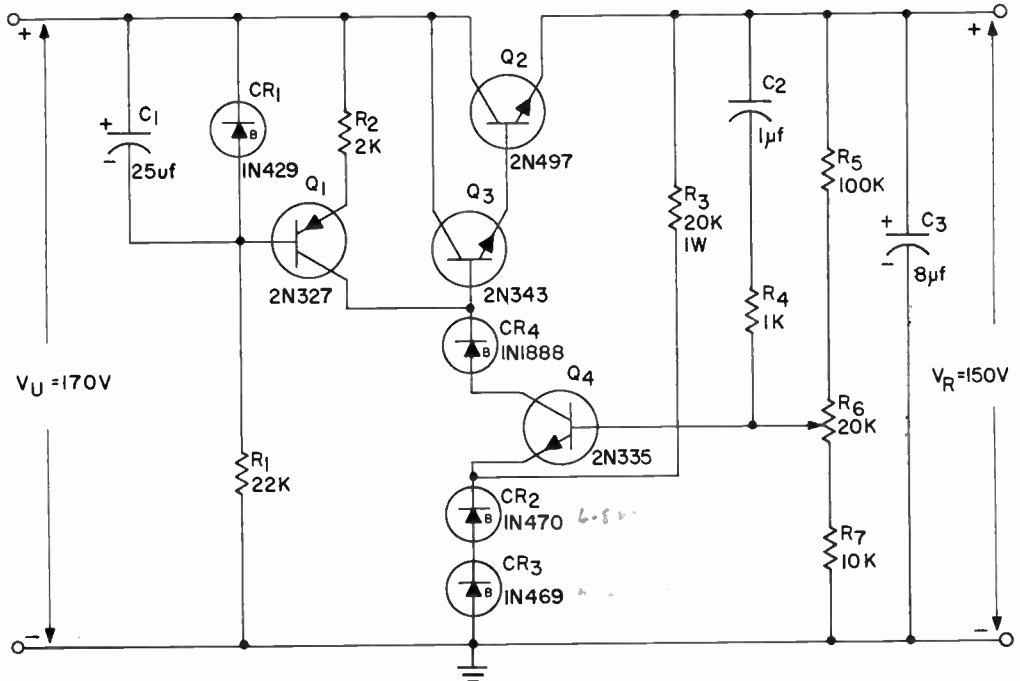 +
+
C1
+
-
25uf
CR1
B
1N429
R2
2K
Q1
2N327
Q2
2N497
Q3
2N343
CR4
B
1N1888
Q4
2N335
R3
20K
1W
C2
1µf
R4
1K
R5
100K
R6
20K
R7
10K
+
-
C3
8µf
VU=170V
VR=150V
R1
22K
CR2
B
1N470
CR3
B
1N469
-
-